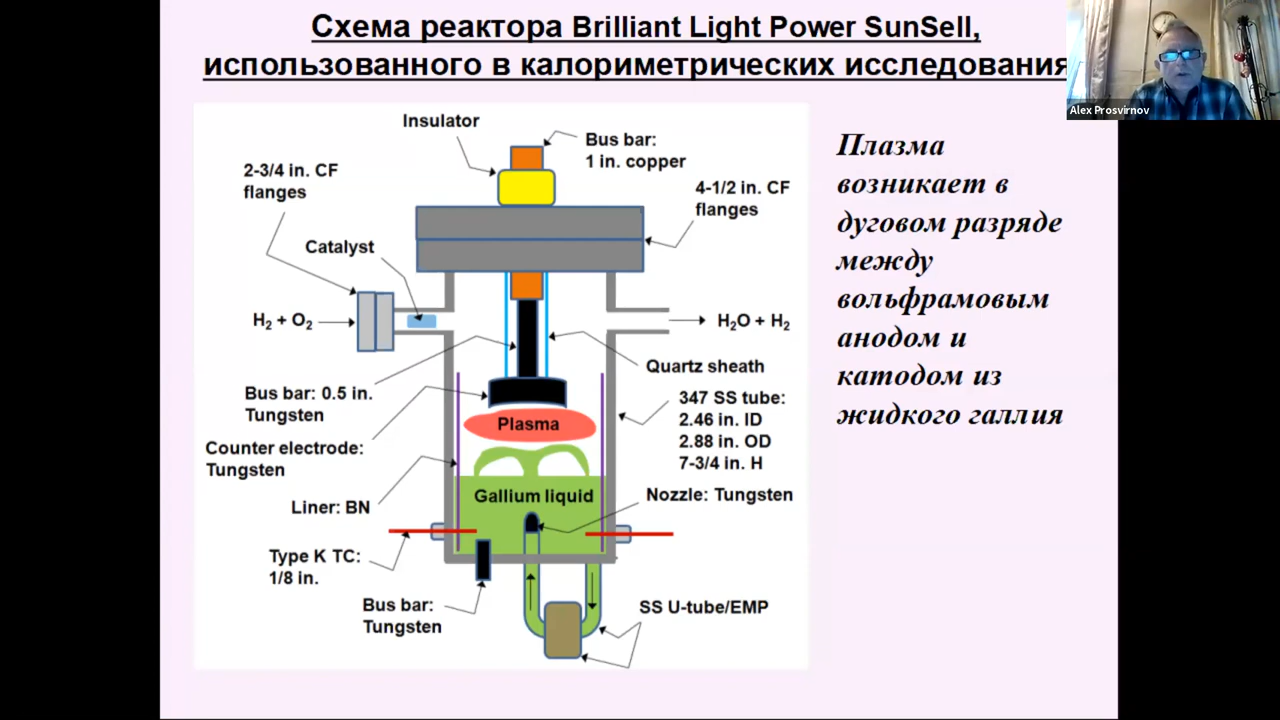 Схема реактора Brilliant Light Power SunSell,
использованного в калориметрических исследования
Alex Prosvirnov
Insulator
Bus bar:
1 in. copper
2-3/4 in. CF
flanges
4-1/2 in. CF
flanges
Catalyst
H₂ + O₂
H₂O + H₂
Bus bar: 0.5 in.
Tungsten
Quartz sheath
347 SS tube:
2.46 in. ID
2.88 in. OD
7-3/4 in. H
Counter electrode:
Tungsten
Plasma
Liner: BN
Gallium liquid
Nozzle: Tungsten
Type K TC:
1/8 in.
Bus bar:
Tungsten
SS U-tube/EMP
Плазма
возникает в
дуговом разряде
между
вольфрамовым
анодом и
катодом из
жидкого галлия